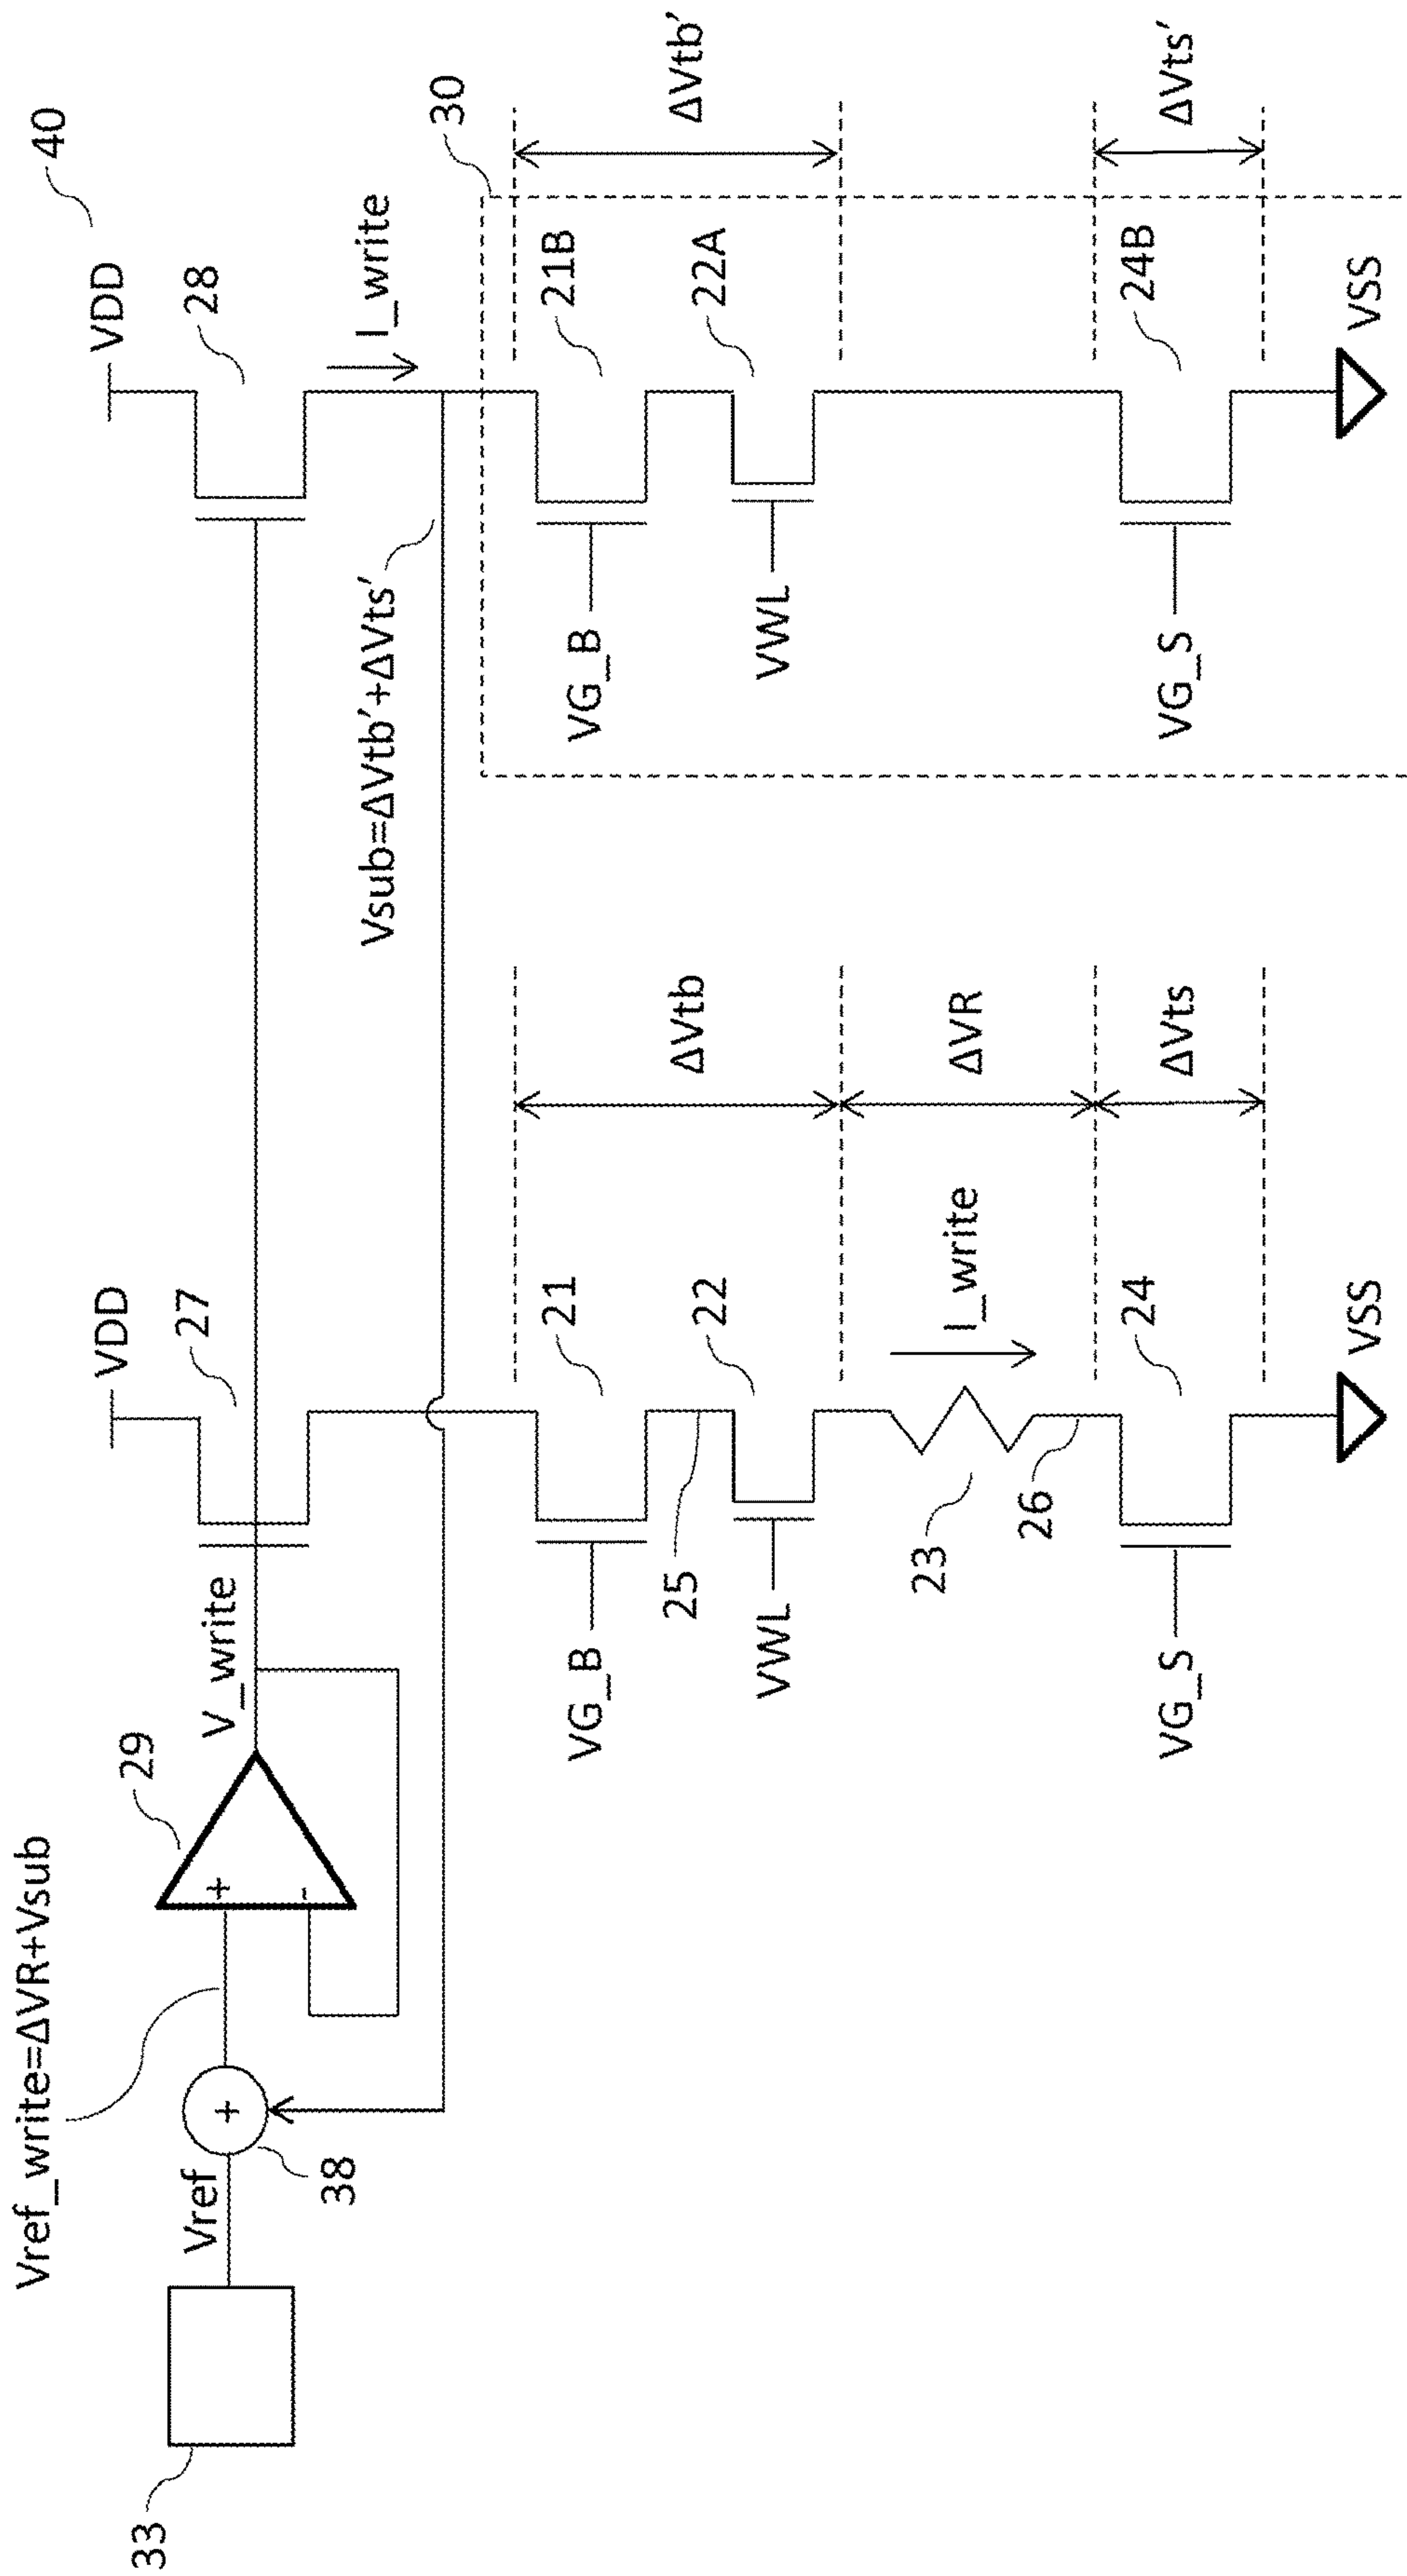 40
VDD
28
I_write
30
ΔVtb'
21B
22A
ΔVts'
24B
VSS
VG_B
VWL
VG_S
Vsub=ΔVtb'+ΔVts'
VDD
27
V_write
21
22
ΔVtb
ΔVR
ΔVts
I_write
24
VSS
25
23
26
VG_B
VWL
VG_S
29
+
-
Vref_write=ΔVR+Vsub
+
38
Vref
33